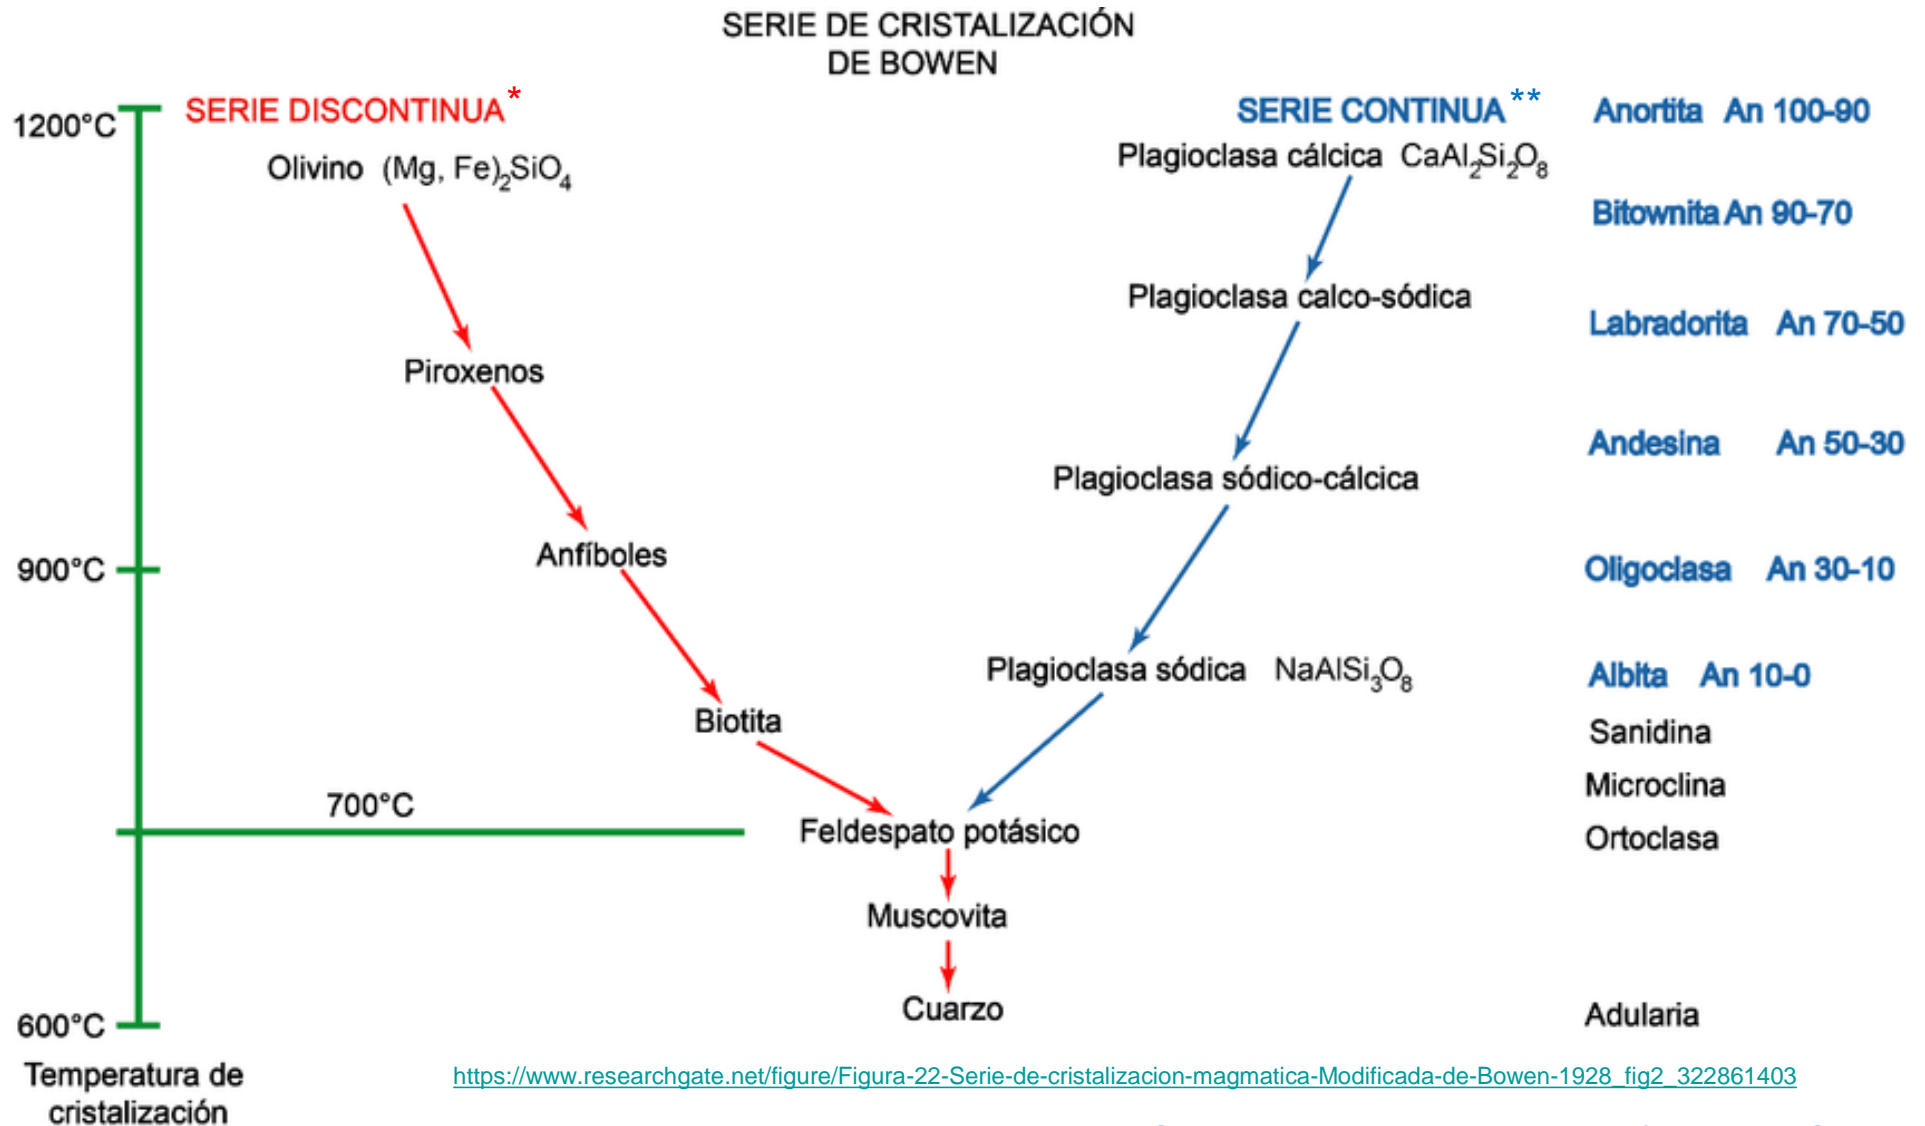 SERIE DE CRISTALIZACIÓN
DE BOWEN
SERIE DISCONTINUA*
SERIE CONTINUA **
Anortita An 100-90
1200°C
Olivino (Mg, Fe)₂SiO₄
Plagioclasa cálcica CaAl₂Si₂O₈
Bitownita An 90-70
Plagioclasa calco-sódica
Labradorita An 70-50
Piroxenos
Andesina An 50-30
Plagioclasa sódico-cálcica
Anfíboles
900°C
Oligoclasa An 30-10
Plagioclasa sódica NaAlSi₃O₈
Albita An 10-0
Biotita
Sanidina
Microclina
700°C
Feldespato potásico
Ortoclasa
Muscovita
Cuarzo
Adularia
600°C
Temperatura de
cristalización
https://www.researchgate.net/figure/Figura-22-Serie-de-cristalizacion-magmatica-Modificada-de-Bowen-1928_fig2_322861403